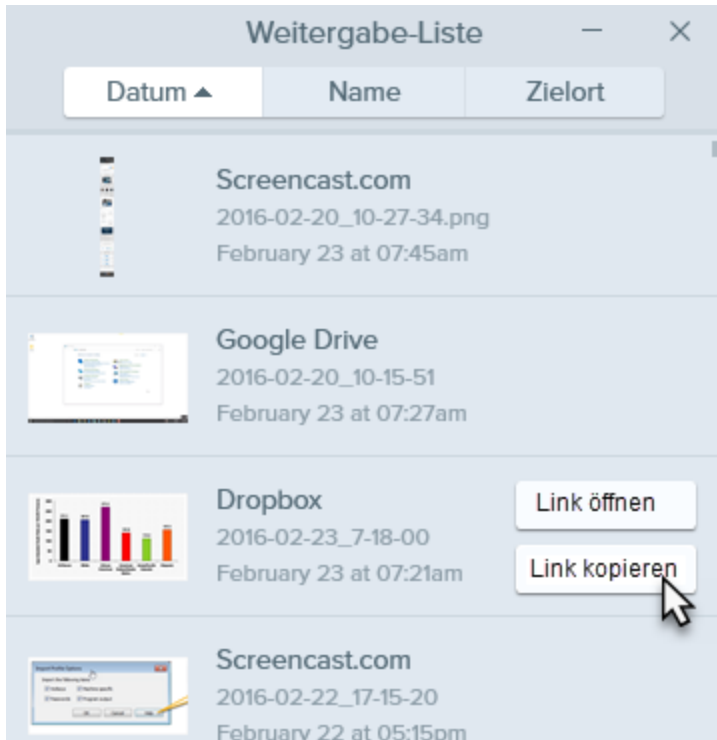 Weitergabe-Liste
Datum
Name
Zielort
Screencast.com
2016-02-20_10-27-34.png
February 23 at 07:45am
Google Drive
2016-02-20_10-15-51
February 23 at 07:27am
Dropbox
2016-02-23_7-18-00
February 23 at 07:21am
Link öffnen
Link kopieren
Screencast.com
2016-02-22_17-15-20
February 22 at 05:15pm